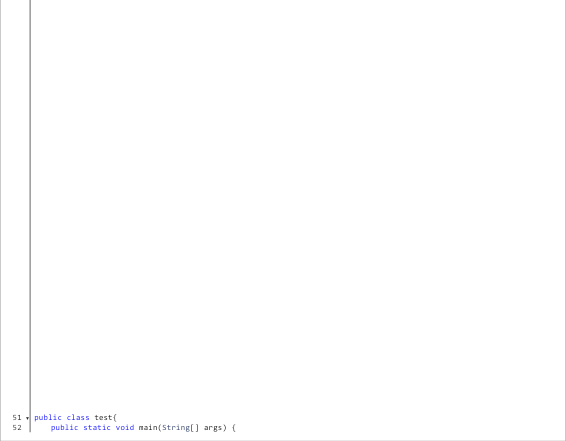 51 public class test{
52 public static void main(String[] args) {